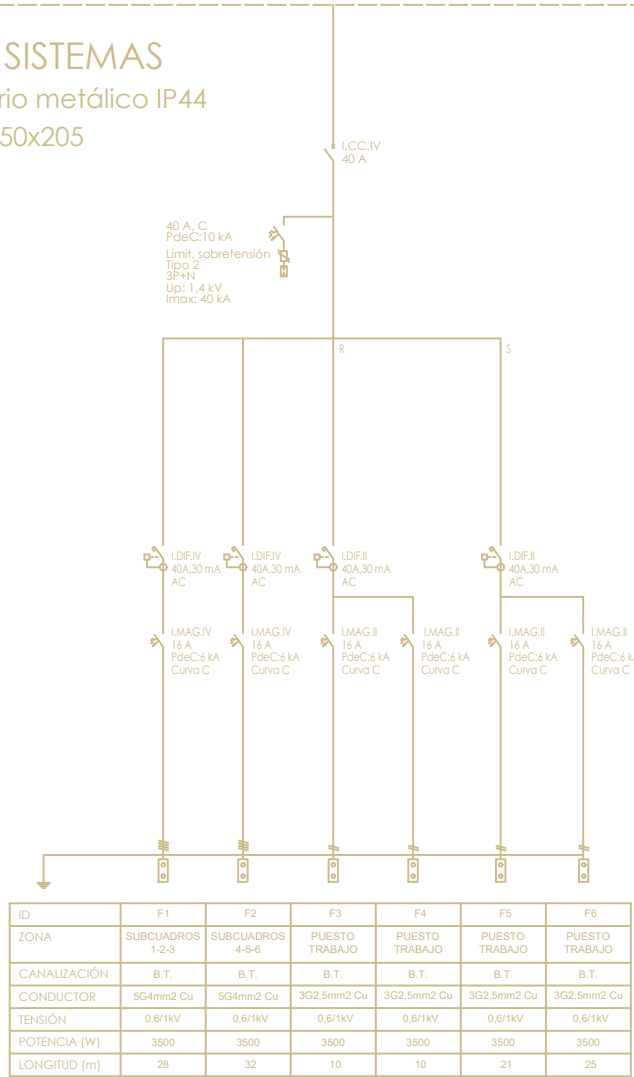 SISTEMAS
rio metálico IP44
50x205
I.CC.IV
40 A
40 A, C
PdeC:10 kA
Limit. sobretensión
Tipo 2
3P+N
Up: 1,4 kV
Imax: 40 kA
R S
I.DIF.IV I.DIF.IV I.DIF.II I.DIF.II
40A,30 mA 40A,30 mA 40A,30 mA 40A,30 mA
AC AC AC AC
I.MAG.IV I.MAG.IV I.MAG.II I.MAG.II I.MAG.II I.MAG.II
16 A 16 A 16 A 16 A 16 A 16 A
PdeC:6 kA PdeC:6 kA PdeC:6 kA PdeC:6 kA PdeC:6 kA PdeC:6 k
Curva C Curva C Curva C Curva C Curva C Curva C
ID F1 F2 F3 F4 F5 F6
ZONA SUBCUADROS SUBCUADROS PUESTO PUESTO PUESTO PUESTO
1-2-3 4-5-6 TRABAJO TRABAJO TRABAJO TRABAJO
CANALIZACIÓN B.T. B.T. B.T. B.T. B.T. B.T.
CONDUCTOR 5G4mm2 Cu 5G4mm2 Cu 3G2,5mm2 Cu 3G2,5mm2 Cu 3G2,5mm2 Cu 3G2,5mm2 Cu
TENSIÓN 0,6/1kV 0,6/1kV 0,6/1kV 0,6/1kV 0,6/1kV 0,6/1kV
POTENCIA (W) 3500 3500 3500 3500 3500 3500
LONGITUD (m) 28 32 10 10 21 25